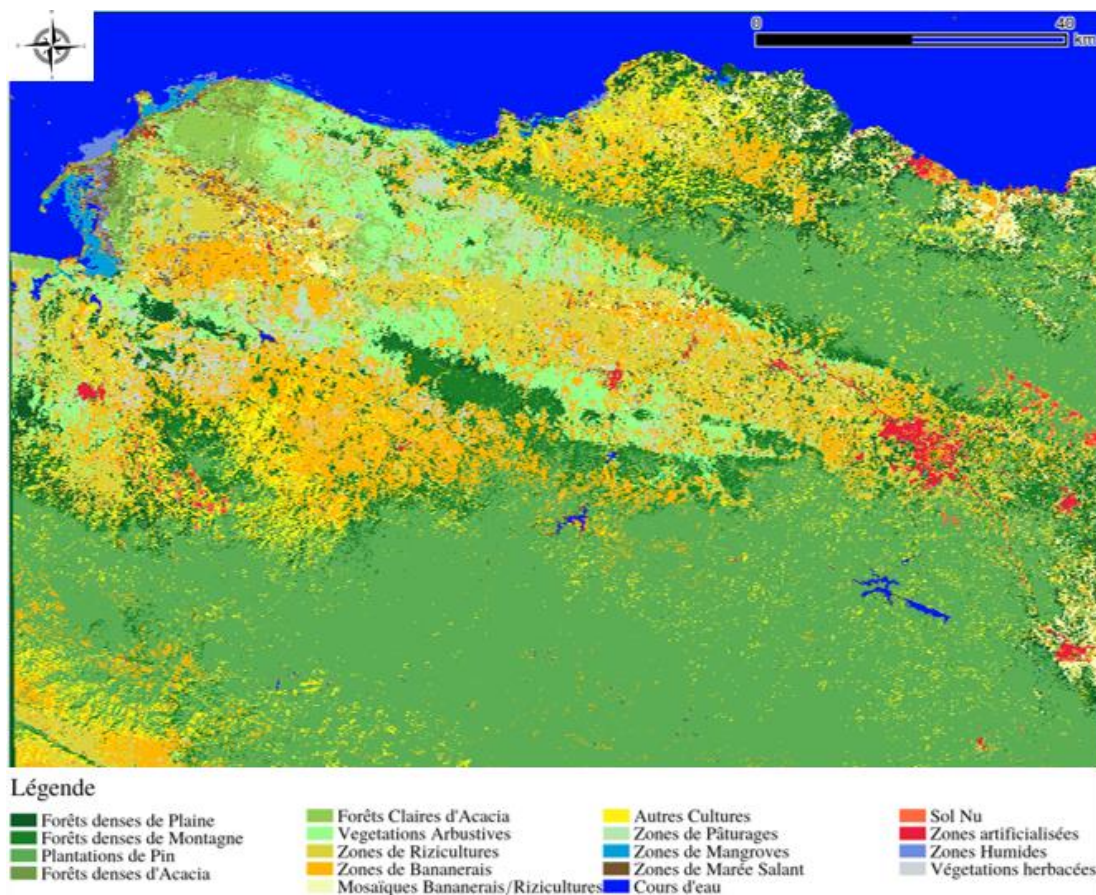 0 40
km
Légende
Forêts denses de Plaine
Forêts denses de Montagne
Plantations de Pin
Forêts denses d'Acacia
Forêts Claires d'Acacia
Vegetations Arbustives
Zones de Rizicultures
Zones de Bananerais
Mosaïques Bananerais/Rizicultures
Autres Cultures
Zones de Pâturages
Zones de Mangroves
Zones de Marée Salant
Cours d'eau
Sol Nu
Zones artificialisées
Zones Humides
Végétations herbacées